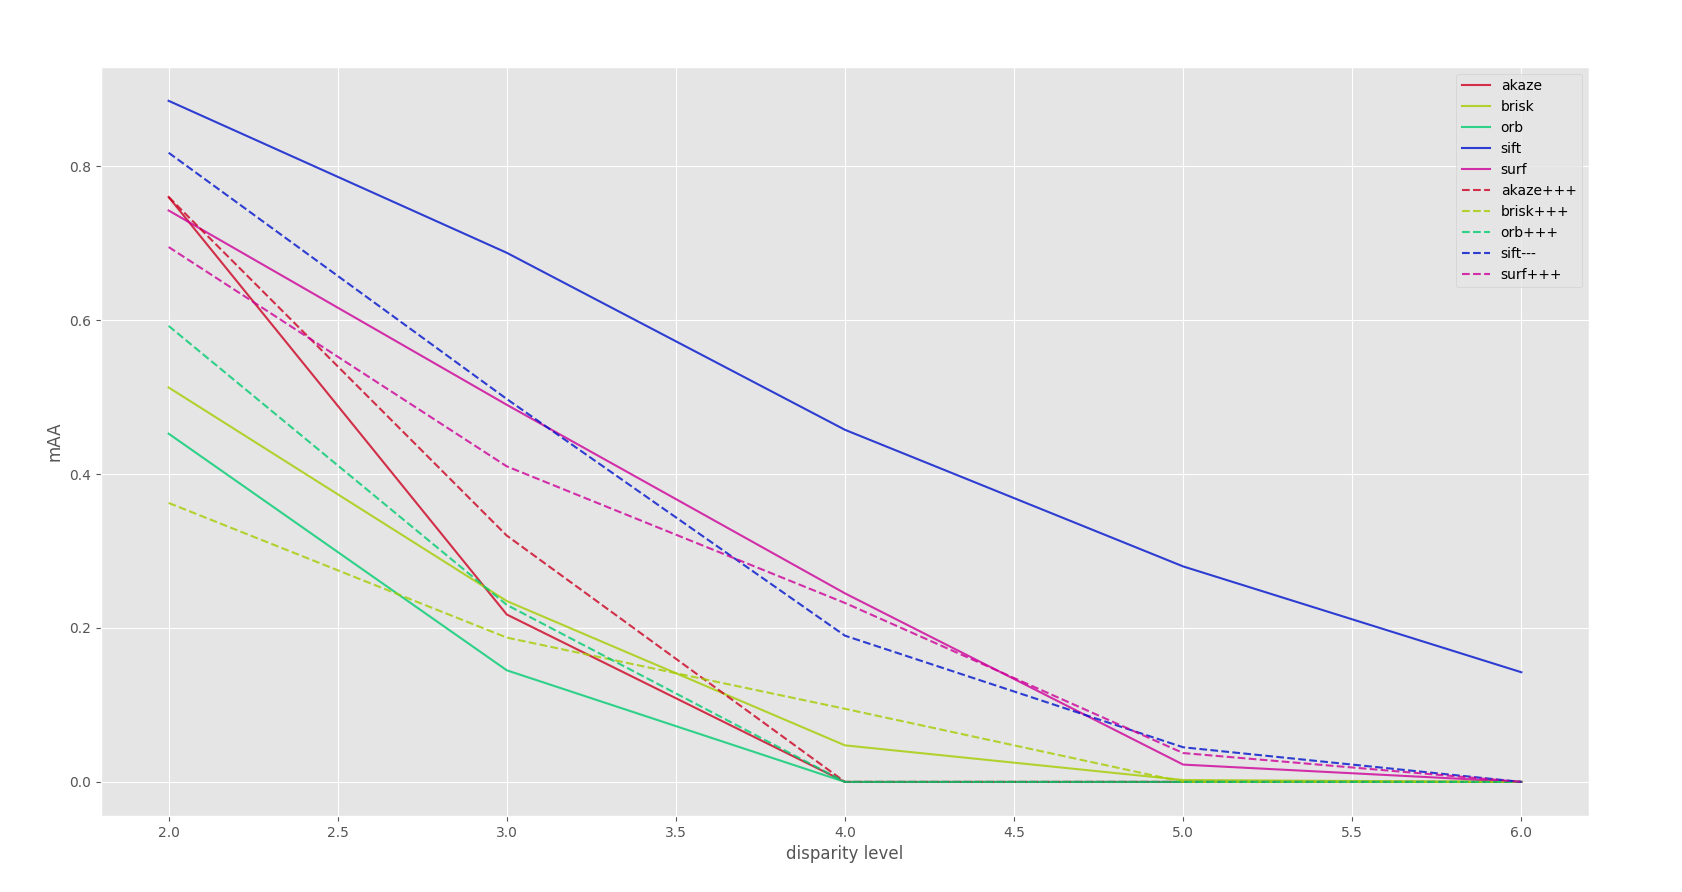 akaze
brisk
orb
sift
surf
akaze+++
brisk+++
orb+++
sift---
surf+++
0.8
0.6
0.4
0.2
0.0
mAA
2.0 2.5 3.0 3.5 4.0 4.5 5.0 5.5 6.0
disparity level